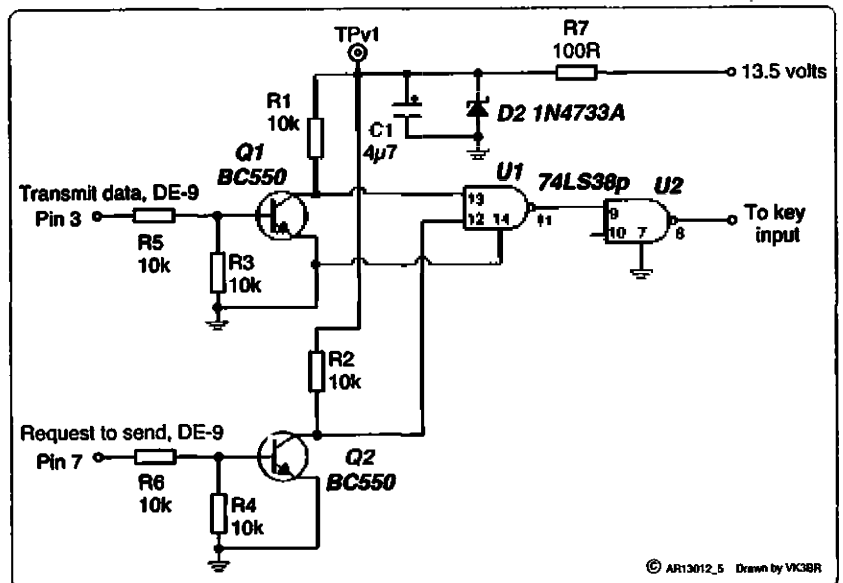 TPv1
R7
100R
13.5 volts
R1
10k
C1
4µ7
D2 1N4733A
Q1
BC550
U1
74LS38p
U2
Transmit data, DE-9
Pin 3
R5
10k
R3
10k
13
12 14
11
9
10 7
8
To key
input
R2
10k
Request to send, DE-9
Pin 7
R6
10k
R4
10k
Q2
BC550
© AR13012_5 Drawn by VK3BR